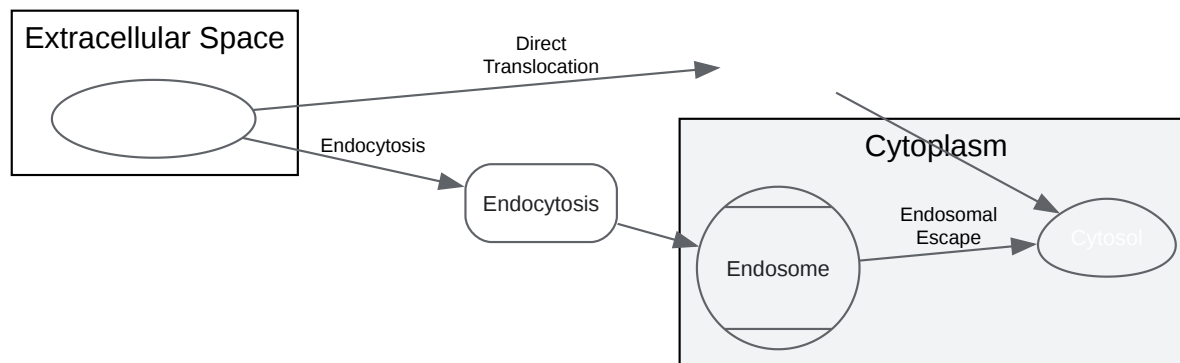 Extracellular Space
Direct
Translocation
Endocytosis
Endocytosis
Cytoplasm
Endosome
Endosomal
Escape
Cytosol